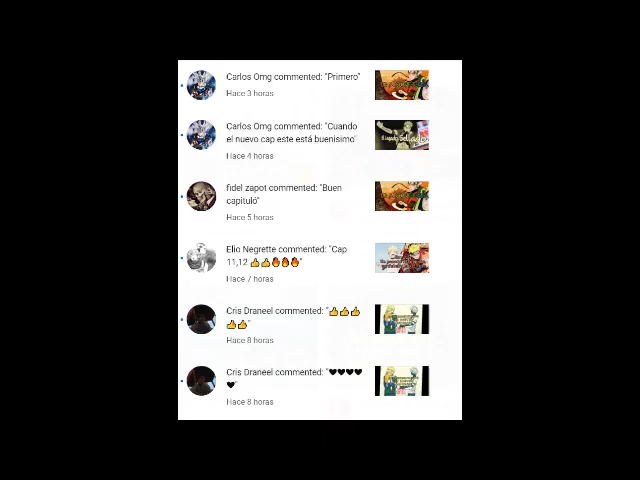 Carlos Omg commented: "Primero"
Hace 3 horas
Carlos Omg commented: "Cuando
el nuevo cap este está buenisimo"
Hace 4 horas
fidel zapot commented: "Buen
capituló"
Hace 5 horas
Elio Negrette commented: "Cap
11,12 👍👍🔥🔥🔥"
Hace 7 horas
Cris Draneel commented: "👍👍👍
👍👍"
Hace 8 horas
Cris Draneel commented: "🖤🖤🖤🖤
🖤"
Hace 8 horas